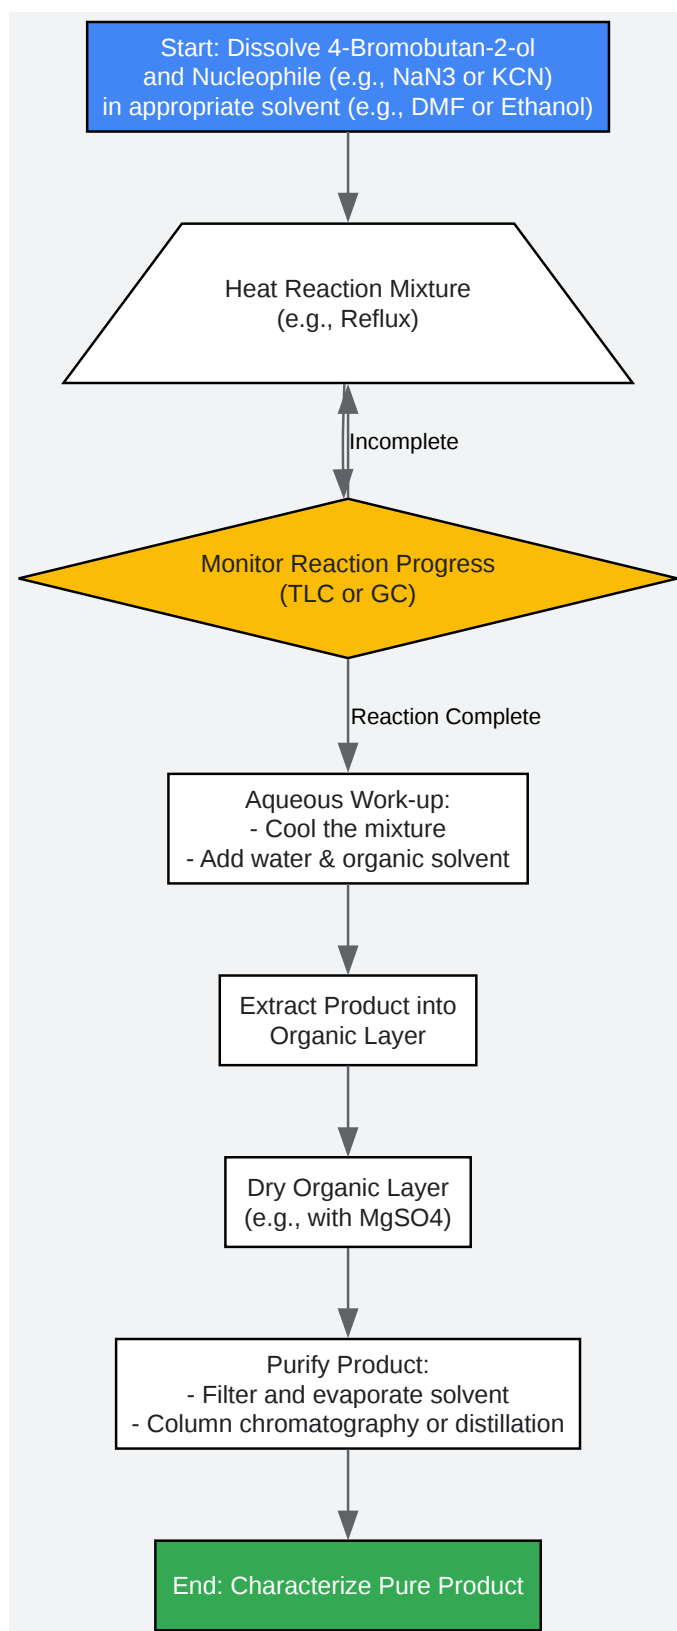 Start: Dissolve 4-Bromobutan-2-ol
and Nucleophile (e.g., NaN3 or KCN)
in appropriate solvent (e.g., DMF or Ethanol)
Heat Reaction Mixture
(e.g., Reflux)
Incomplete
Monitor Reaction Progress
(TLC or GC)
Reaction Complete
Aqueous Work-up:
- Cool the mixture
- Add water & organic solvent
Extract Product into
Organic Layer
Dry Organic Layer
(e.g., with MgSO4)
Purify Product:
- Filter and evaporate solvent
- Column chromatography or distillation
End: Characterize Pure Product